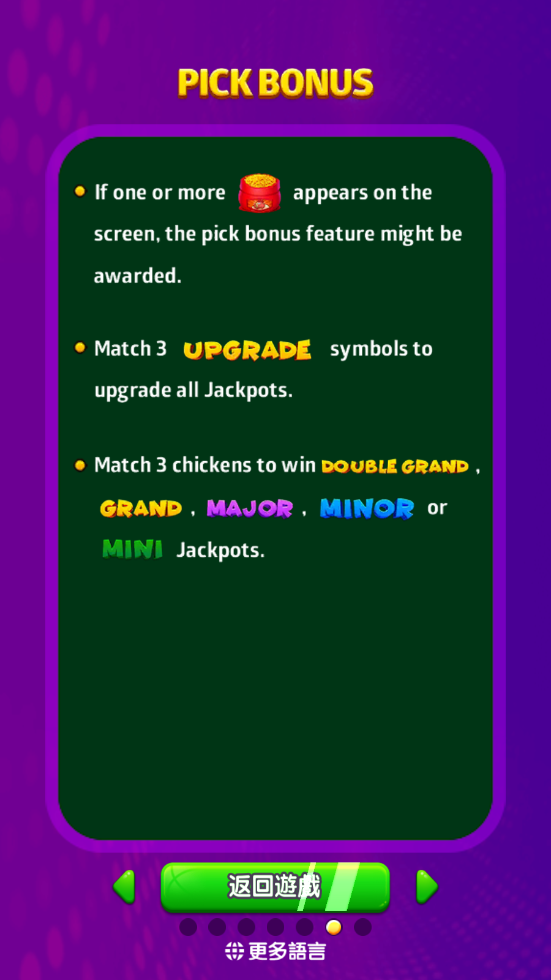 PICK BONUS
If one or more appears on the
screen, the pick bonus feature might be
awarded.
Match 3 UPGRADE symbols to
upgrade all Jackpots.
Match 3 chickens to win DOUBLE GRAND ,
GRAND , MAJOR , MINOR or
MINI Jackpots.
返回遊戲
更多語言